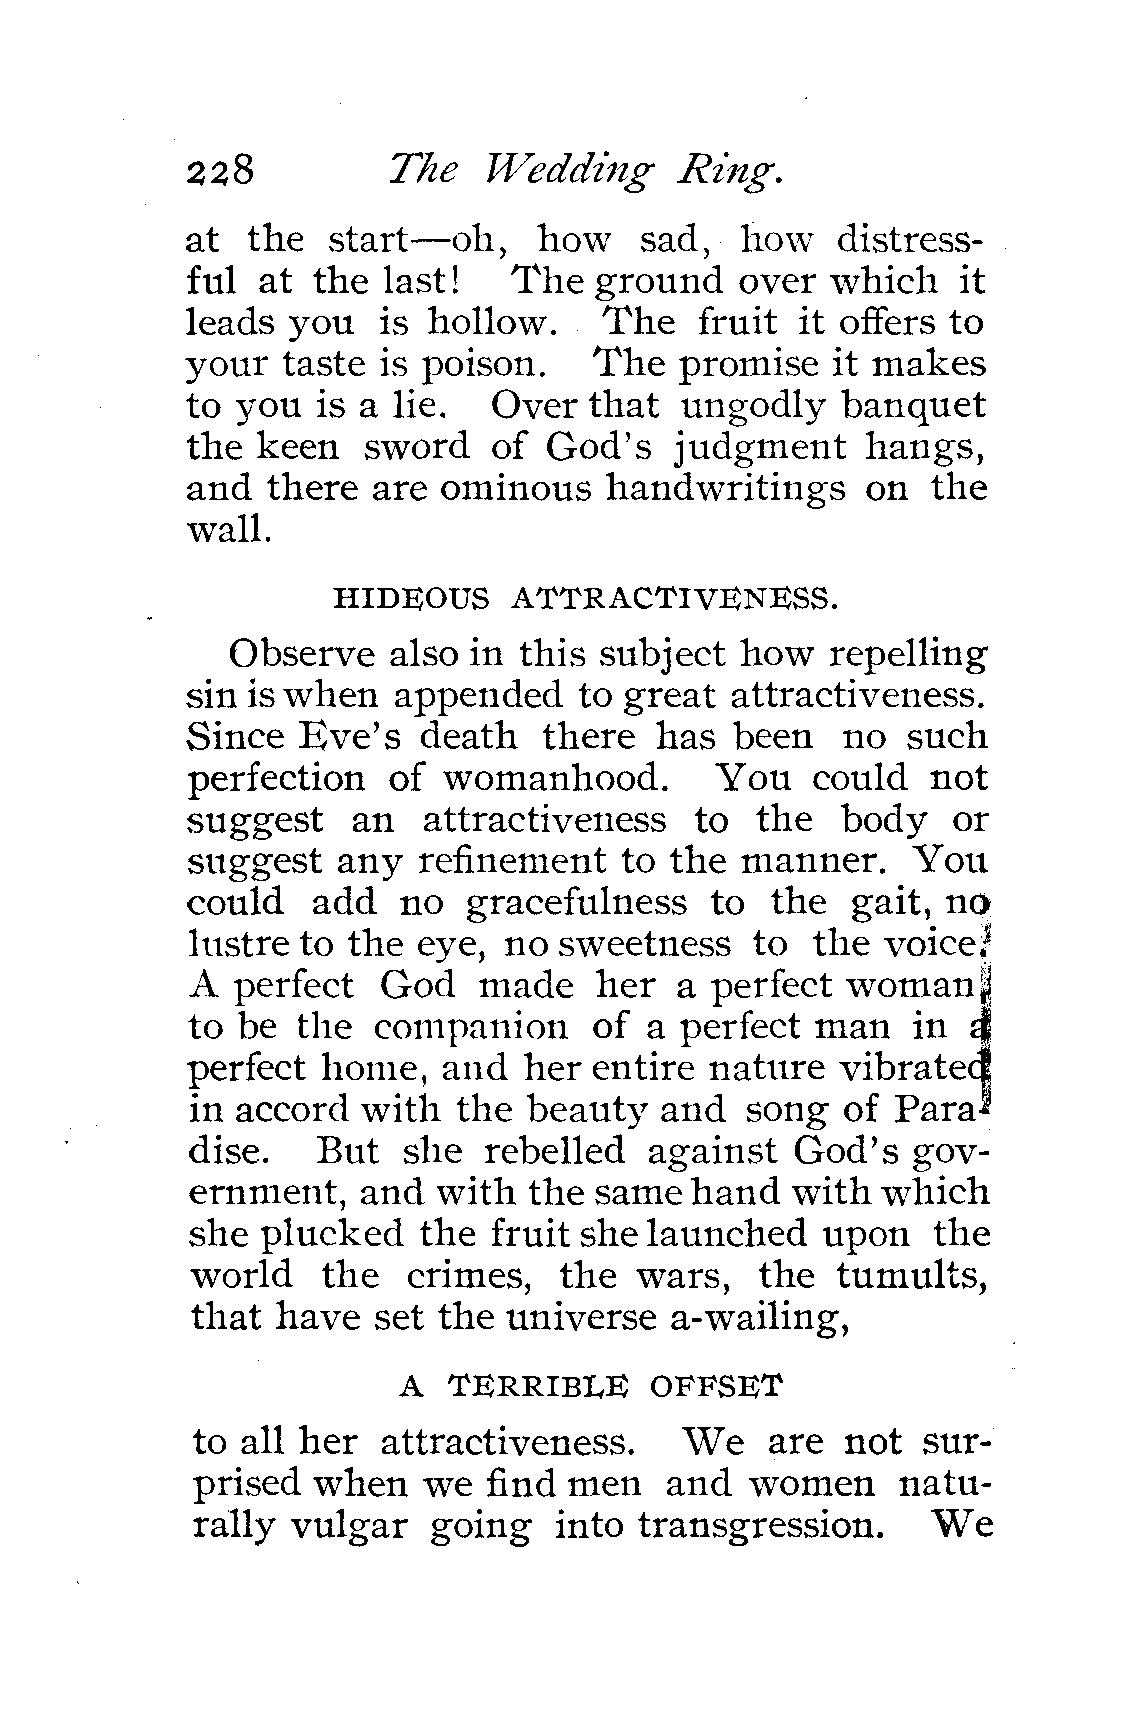 228 The Wedding Ring.
at the start—oh, how sad, how distress-
ful at the last! The ground over which it
leads you is hollow. The fruit it offers to
your taste is poison. The promise it makes
to you is a lie. Over that ungodly banquet
the keen sword of God's judgment hangs,
and there are ominous handwritings on the
wall.
HIDEOUS ATTRACTIVENESS.
Observe also in this subject how repelling
sin is when appended to great attractiveness.
Since Eve's death there has been no such
perfection of womanhood. You could not
suggest an attractiveness to the body or
suggest any refinement to the manner. You
could add no gracefulness to the gait, no
lustre to the eye, no sweetness to the voice.
A perfect God made her a perfect woman
to be the companion of a perfect man in a
perfect home, and her entire nature vibrated
in accord with the beauty and song of Para-
dise. But she rebelled against God's gov-
ernment, and with the same hand with which
she plucked the fruit she launched upon the
world the crimes, the wars, the tumults,
that have set the universe a-wailing,
A TERRIBLE OFFSET
to all her attractiveness. We are not sur-
prised when we find men and women natu-
rally vulgar going into transgression. We